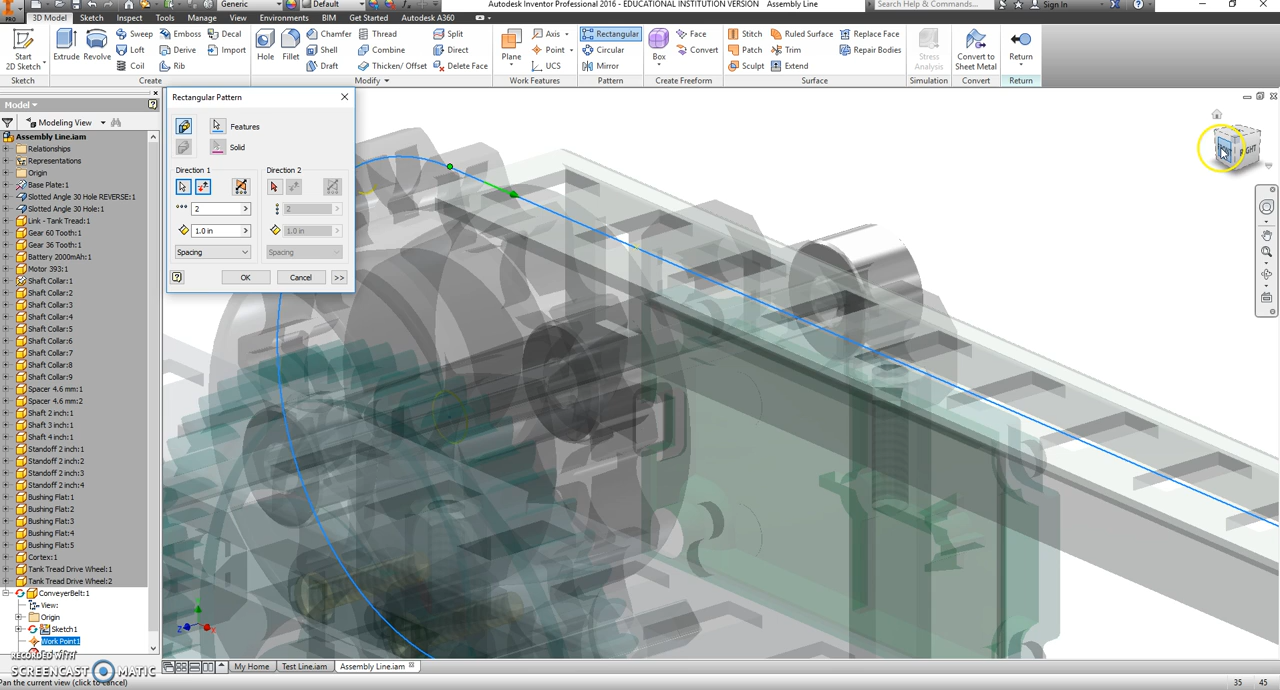 Generic Default Autodesk Inventor Professional 2016 - EDUCATIONAL INSTITUTION VERSION Assembly Line Search Help & Commands... Sign In
PRO 3D Model Sketch Inspect Tools Manage View Environments BIM Get Started Autodesk A360
Start 2D Sketch Extrude Revolve Sweep Emboss Decal Hole Fillet Chamfer Thread Split Plane Axis Rectangular Box Face Stitch Ruled Surface Replace Face Stress Analysis Convert to Sheet Metal Return
Loft Derive Import Shell Combine Direct Point Circular Convert Patch Trim Repair Bodies
Coil Rib Draft Thicken/ Offset Delete Face UCS Mirror Sculpt Extend
Sketch Create Modify Work Features Pattern Create Freeform Surface Simulation Convert Return
Model
Modeling View
Assembly Line.iam
Relationships
Representations
Origin
Base Plate:1
Slotted Angle 30 Hole REVERSE:1
Slotted Angle 30 Hole:1
Link - Tank Tread:1
Gear 60 Tooth:1
Gear 36 Tooth:1
Battery 2000mAh:1
Motor 393:1
Shaft Collar:1
Shaft Collar:2
Shaft Collar:3
Shaft Collar:4
Shaft Collar:5
Shaft Collar:6
Shaft Collar:7
Shaft Collar:8
Shaft Collar:9
Spacer 4.6 mm:1
Spacer 4.6 mm:2
Shaft 2 inch:1
Shaft 3 inch:1
Shaft 4 inch:1
Standoff 2 inch:1
Standoff 2 inch:2
Standoff 2 inch:3
Standoff 2 inch:4
Bushing Flat:1
Bushing Flat:2
Bushing Flat:3
Bushing Flat:4
Bushing Flat:5
Cortex:1
Tank Tread Drive Wheel:1
Tank Tread Drive Wheel:2
ConveyerBelt:1
View:
Origin
Sketch1
Work Point1
Rectangular Pattern
Features
Solid
Direction 1 Direction 2
2 2
1.0 in 1.0 in
Spacing Spacing
OK Cancel >>
RIGHT
Z X
My Home Test Line.iam Assembly Line.iam
RECORDED WITH
SCREENCAST MATIC
Pan the current view (click to cancel) 35 45